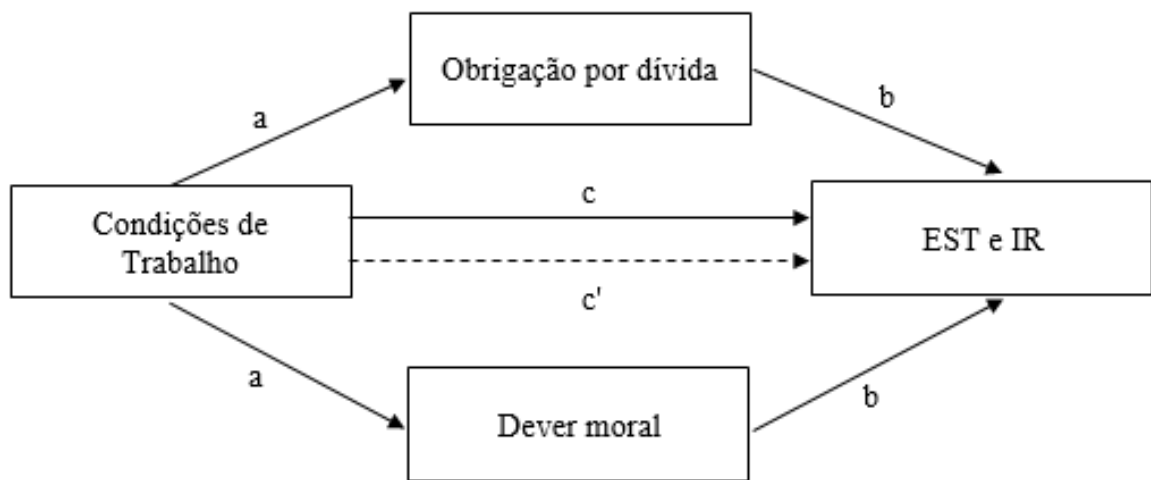 Obrigação por dívida
a
b
c
Condições de
Trabalho
EST e IR
c'
a
b
Dever moral